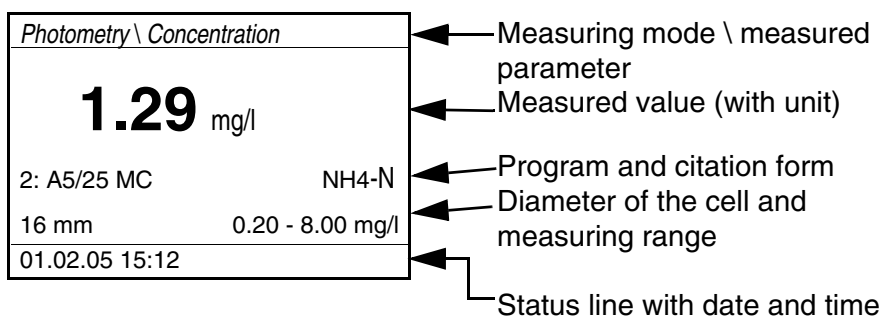 Photometry \ Concentration
1.29 mg/l
2: A5/25 MC NH4-N
16 mm 0.20 - 8.00 mg/l
01.02.05 15:12
Measuring mode \ measured
parameter
Measured value (with unit)
Program and citation form
Diameter of the cell and
measuring range
Status line with date and time